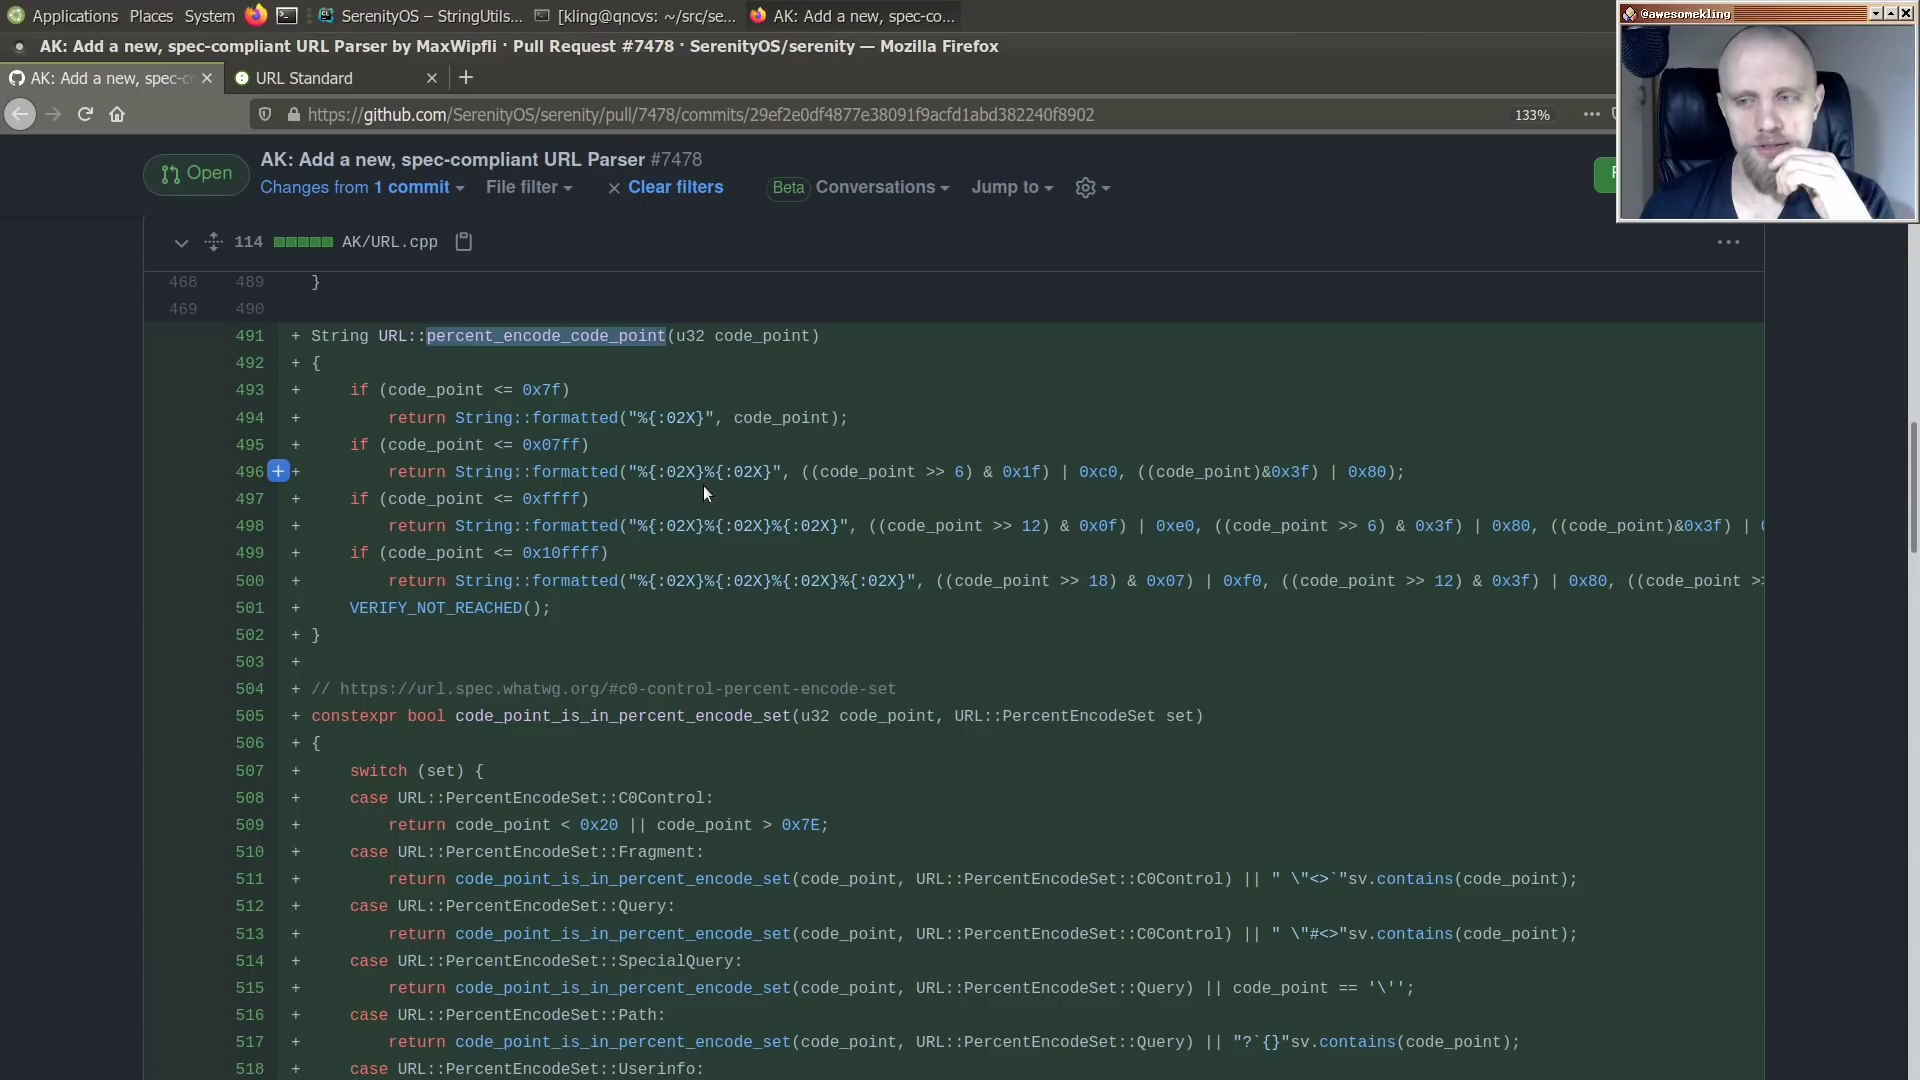 Applications Places System SerenityOS – StringUtils... [kling@qncvs: ~/src/se... AK: Add a new, spec-co...
@awesomekling
AK: Add a new, spec-compliant URL Parser by MaxWipfli · Pull Request #7478 · SerenityOS/serenity — Mozilla Firefox
AK: Add a new, spec-c URL Standard
https://github.com/SerenityOS/serenity/pull/7478/commits/29ef2e0df4877e38091f9acfd1abd382240f8902 133%
Open AK: Add a new, spec-compliant URL Parser #7478
Changes from 1 commit File filter Clear filters Beta Conversations Jump to
114 AK/URL.cpp
468 489 }
469 490
491 + String URL::percent_encode_code_point(u32 code_point)
492 + {
493 + if (code_point <= 0x7f)
494 + return String::formatted("%{:02X}", code_point);
495 + if (code_point <= 0x07ff)
496 + return String::formatted("%{:02X}%{:02X}", ((code_point >> 6) & 0x1f) | 0xc0, ((code_point)&0x3f) | 0x80);
497 + if (code_point <= 0xffff)
498 + return String::formatted("%{:02X}%{:02X}%{:02X}", ((code_point >> 12) & 0x0f) | 0xe0, ((code_point >> 6) & 0x3f) | 0x80, ((code_point)&0x3f) |
499 + if (code_point <= 0x10ffff)
500 + return String::formatted("%{:02X}%{:02X}%{:02X}%{:02X}", ((code_point >> 18) & 0x07) | 0xf0, ((code_point >> 12) & 0x3f) | 0x80, ((code_point >>
501 + VERIFY_NOT_REACHED();
502 + }
503 +
504 + // https://url.spec.whatwg.org/#c0-control-percent-encode-set
505 + constexpr bool code_point_is_in_percent_encode_set(u32 code_point, URL::PercentEncodeSet set)
506 + {
507 + switch (set) {
508 + case URL::PercentEncodeSet::C0Control:
509 + return code_point < 0x20 || code_point > 0x7E;
510 + case URL::PercentEncodeSet::Fragment:
511 + return code_point_is_in_percent_encode_set(code_point, URL::PercentEncodeSet::C0Control) || " \"<>`"sv.contains(code_point);
512 + case URL::PercentEncodeSet::Query:
513 + return code_point_is_in_percent_encode_set(code_point, URL::PercentEncodeSet::C0Control) || " \"#<>"sv.contains(code_point);
514 + case URL::PercentEncodeSet::SpecialQuery:
515 + return code_point_is_in_percent_encode_set(code_point, URL::PercentEncodeSet::Query) || code_point == '\'';
516 + case URL::PercentEncodeSet::Path:
517 + return code_point_is_in_percent_encode_set(code_point, URL::PercentEncodeSet::Query) || "?`{}"sv.contains(code_point);
518 + case URL::PercentEncodeSet::Userinfo: